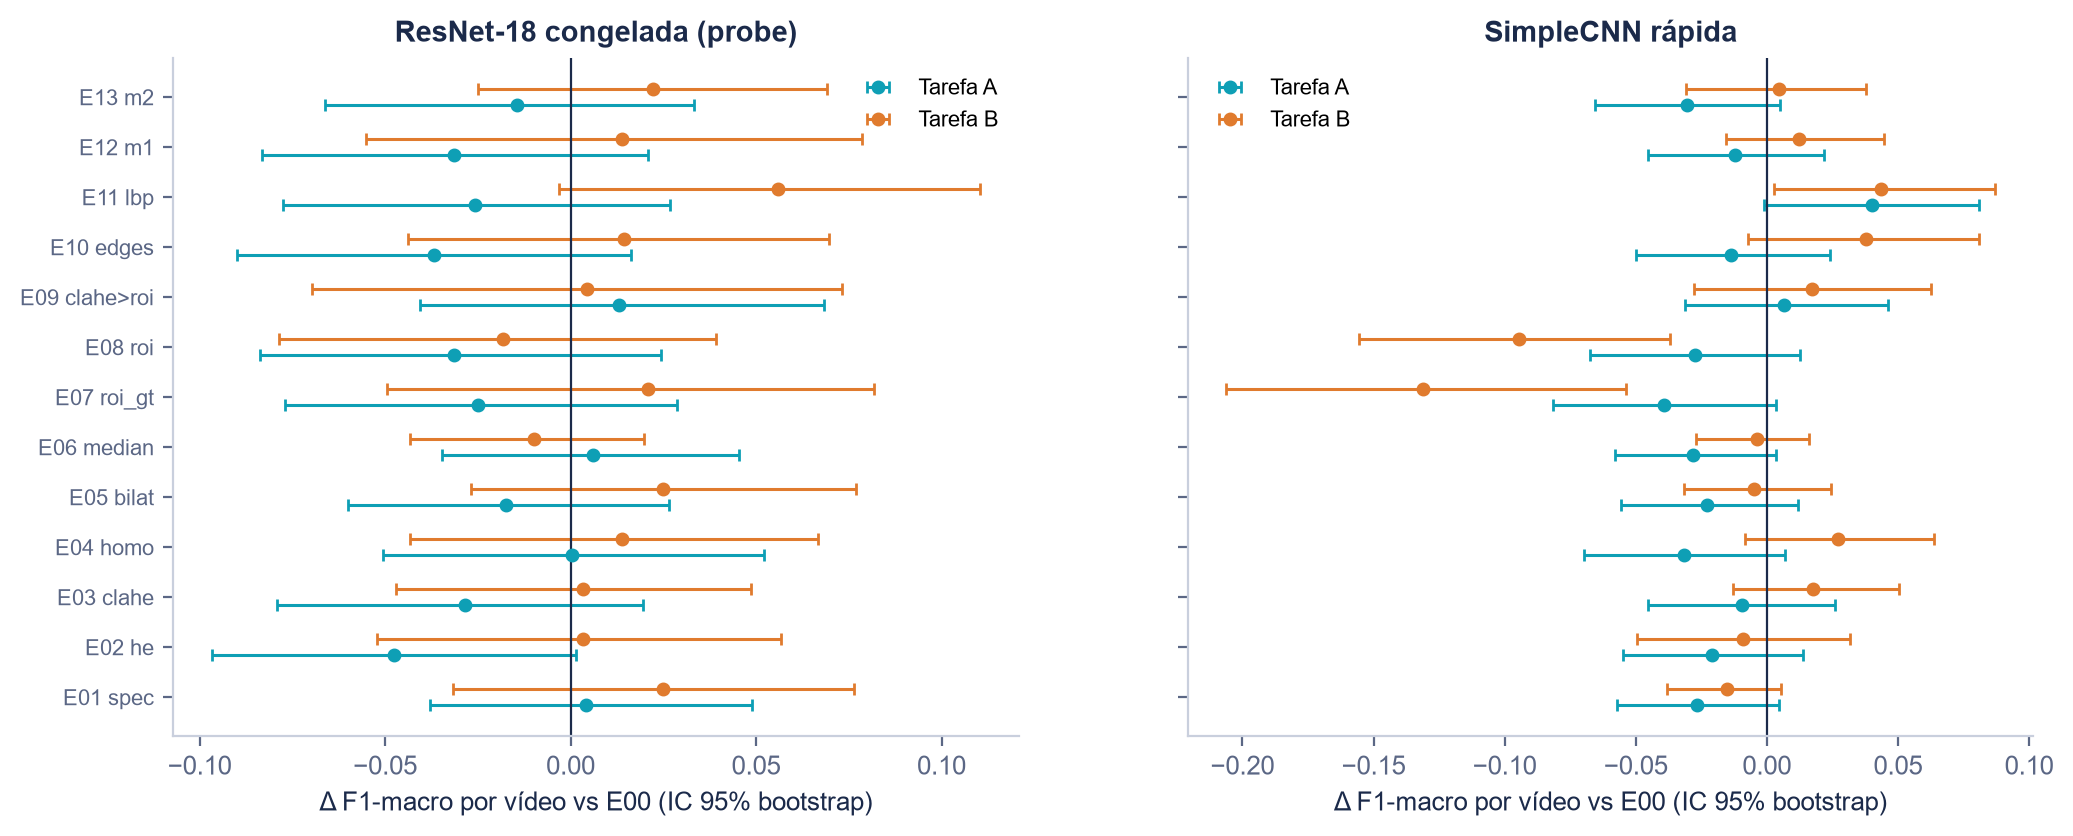 ResNet-18 congelada (probe)
Tarefa A
Tarefa B
E13 m2
E12 m1
E11 lbp
E10 edges
E09 clahe>roi
E08 roi
E07 roi_gt
E06 median
E05 bilat
E04 homo
E03 clahe
E02 he
E01 spec
−0.10 −0.05 0.00 0.05 0.10
Δ F1-macro por vídeo vs E00 (IC 95% bootstrap)
SimpleCNN rápida
Tarefa A
Tarefa B
−0.20 −0.15 −0.10 −0.05 0.00 0.05 0.10
Δ F1-macro por vídeo vs E00 (IC 95% bootstrap)